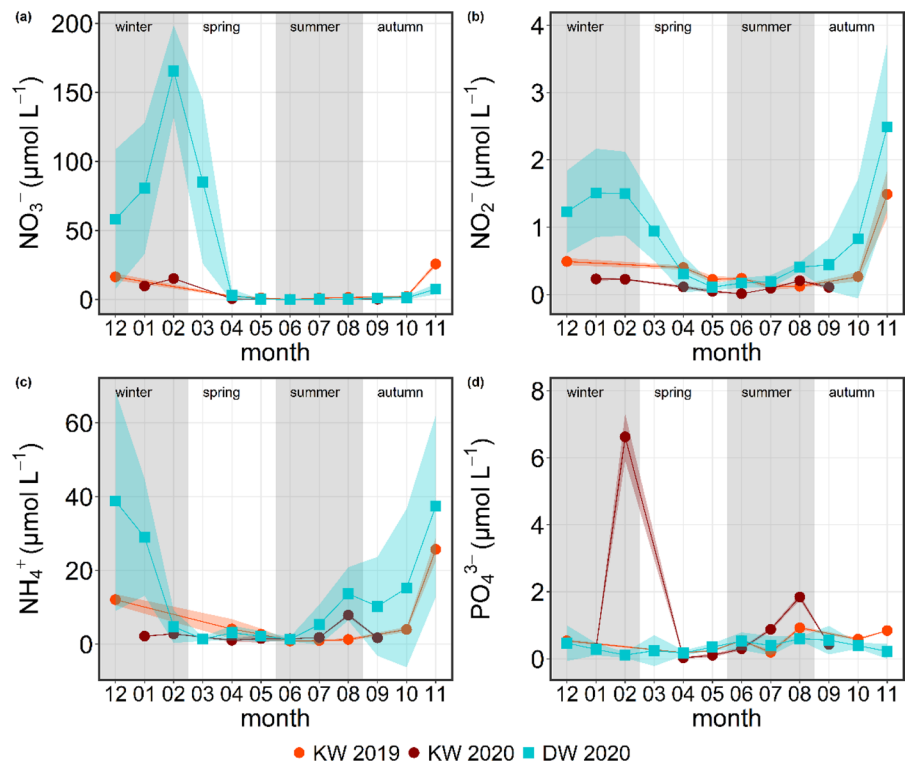 (a)
winter spring summer autumn
200
150
100
50
0
NO₃⁻ (µmol L⁻¹)
12 01 02 03 04 05 06 07 08 09 10 11
month
(b)
winter spring summer autumn
4
3
2
1
0
NO₂⁻ (µmol L⁻¹)
12 01 02 03 04 05 06 07 08 09 10 11
month
(c)
winter spring summer autumn
60
40
20
0
NH₄⁺ (µmol L⁻¹)
12 01 02 03 04 05 06 07 08 09 10 11
month
(d)
winter spring summer autumn
8
6
4
2
0
PO₄³⁻ (µmol L⁻¹)
12 01 02 03 04 05 06 07 08 09 10 11
month
KW 2019 KW 2020 DW 2020